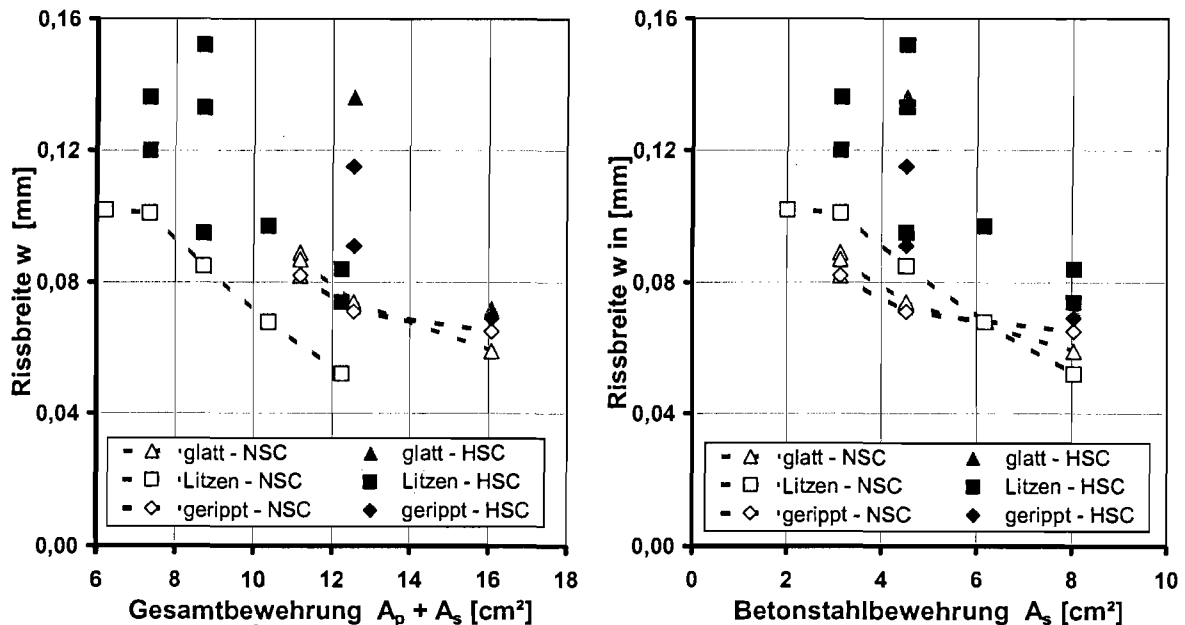 Rissbreite w [mm]
0,16
0,12
0,08
0,04
0,00
glatt - NSC
glatt - HSC
Litzen - NSC
Litzen - HSC
gerippt - NSC
gerippt - HSC
6 8 10 12 14 16 18
Gesamtbewehrung Ap + As [cm²]
Rissbreite w in [mm]
0,16
0,12
0,08
0,04
0,00
glatt - NSC
glatt - HSC
Litzen - NSC
Litzen - HSC
gerippt - NSC
gerippt - HSC
0 2 4 6 8 10
Betonstahlbewehrung As [cm²]